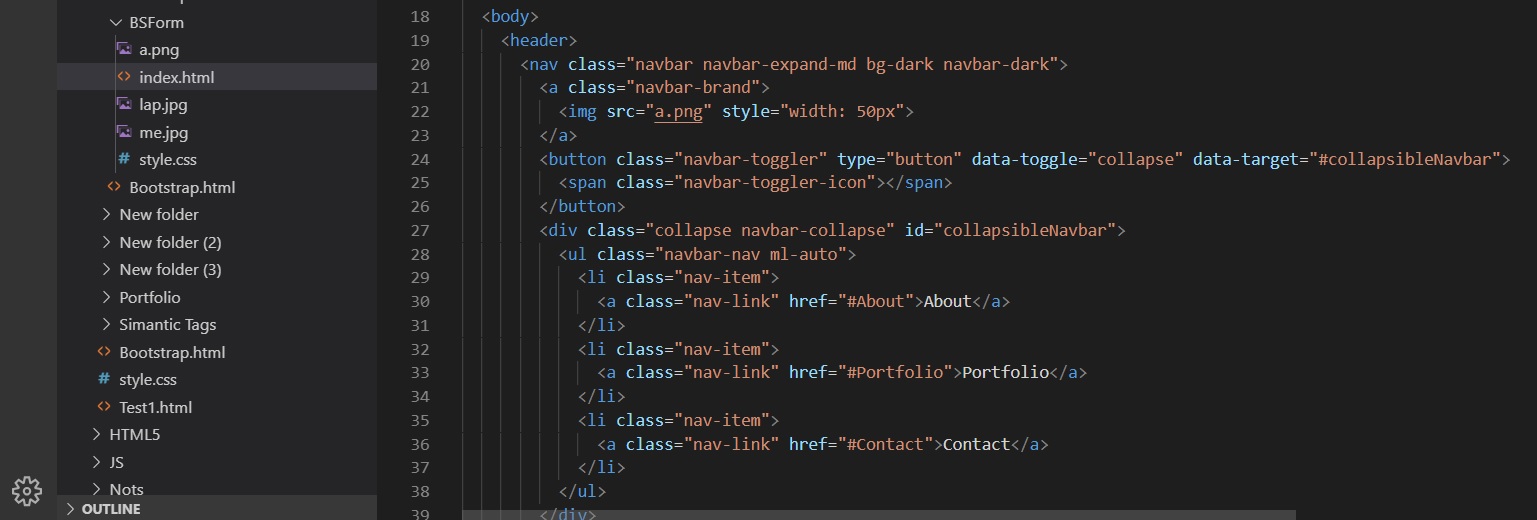 BSForm
a.png
index.html
lap.jpg
me.jpg
style.css
Bootstrap.html
New folder
New folder (2)
New folder (3)
Portfolio
Simantic Tags
Bootstrap.html
style.css
Test1.html
HTML5
JS
Nots
OUTLINE
18 <body>
19 <header>
20 <nav class="navbar navbar-expand-md bg-dark navbar-dark">
21 <a class="navbar-brand">
22 <img src="a.png" style="width: 50px">
23 </a>
24 <button class="navbar-toggler" type="button" data-toggle="collapse" data-target="#collapsibleNavbar">
25 <span class="navbar-toggler-icon"></span>
26 </button>
27 <div class="collapse navbar-collapse" id="collapsibleNavbar">
28 <ul class="navbar-nav ml-auto">
29 <li class="nav-item">
30 <a class="nav-link" href="#About">About</a>
31 </li>
32 <li class="nav-item">
33 <a class="nav-link" href="#Portfolio">Portfolio</a>
34 </li>
35 <li class="nav-item">
36 <a class="nav-link" href="#Contact">Contact</a>
37 </li>
38 </ul>
39 </div>